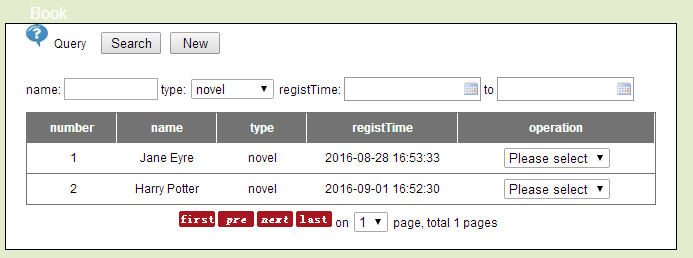 Book
? Query Search New
name: type: novel registTime: to
number name type registTime operation
1 Jane Eyre novel 2016-08-28 16:53:33 Please select
2 Harry Potter novel 2016-09-01 16:52:30 Please select
first pre next last on 1 page, total 1 pages